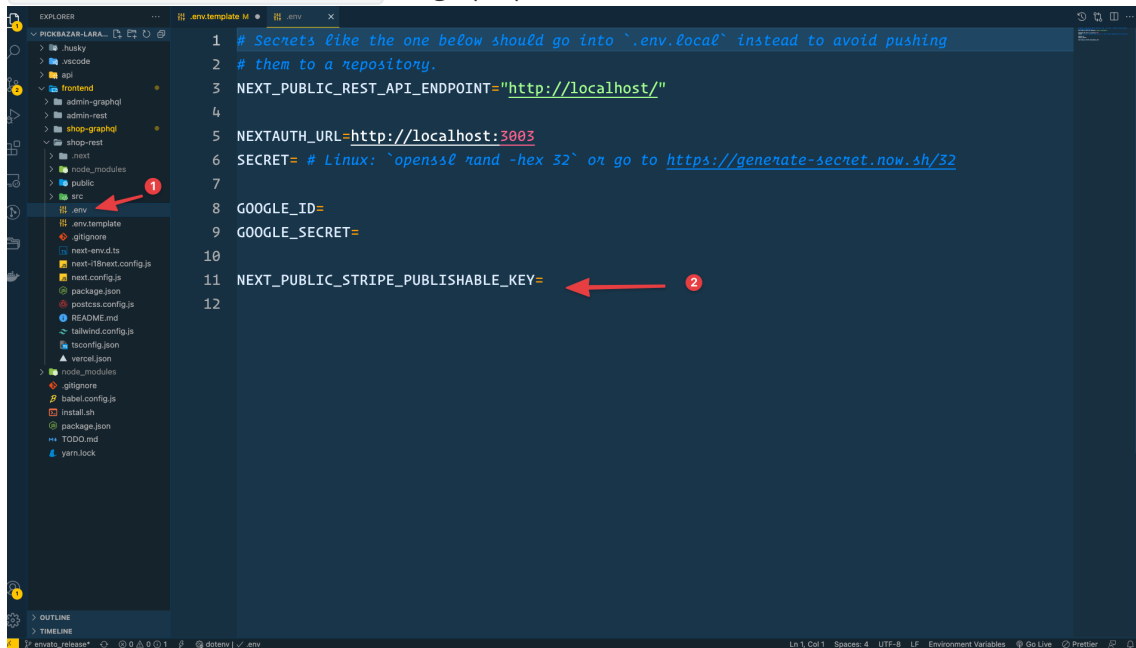 EXPLORER
···
.env.template M ●
.env ×
PICKBAZAR-LARA...
> .husky
> .vscode
> api
frontend
> admin-graphql
> admin-rest
> shop-graphql
shop-rest
> .next
> node_modules
> public
> src
.env
.env.template
.gitignore
next-env.d.ts
next-i18next.config.js
next.config.js
package.json
postcss.config.js
README.md
tailwind.config.js
tsconfig.json
vercel.json
> node_modules
.gitignore
babel.config.js
install.sh
package.json
TODO.md
yarn.lock
> OUTLINE
> TIMELINE
1 # Secrets like the one below should go into `.env.local` instead to avoid pushing
2 # them to a repository.
3 NEXT_PUBLIC_REST_API_ENDPOINT="http://localhost/"
4
5 NEXTAUTH_URL=http://localhost:3003
6 SECRET= # Linux: `openssl rand -hex 32` or go to https://generate-secret.now.sh/32
7
8 GOOGLE_ID=
9 GOOGLE_SECRET=
10
11 NEXT_PUBLIC_STRIPE_PUBLISHABLE_KEY=
12
1
2
envato_release* 0 0 1 dotenv | ✓ .env
Ln 1, Col 1 Spaces: 4 UTF-8 LF Environment Variables Go Live Prettier